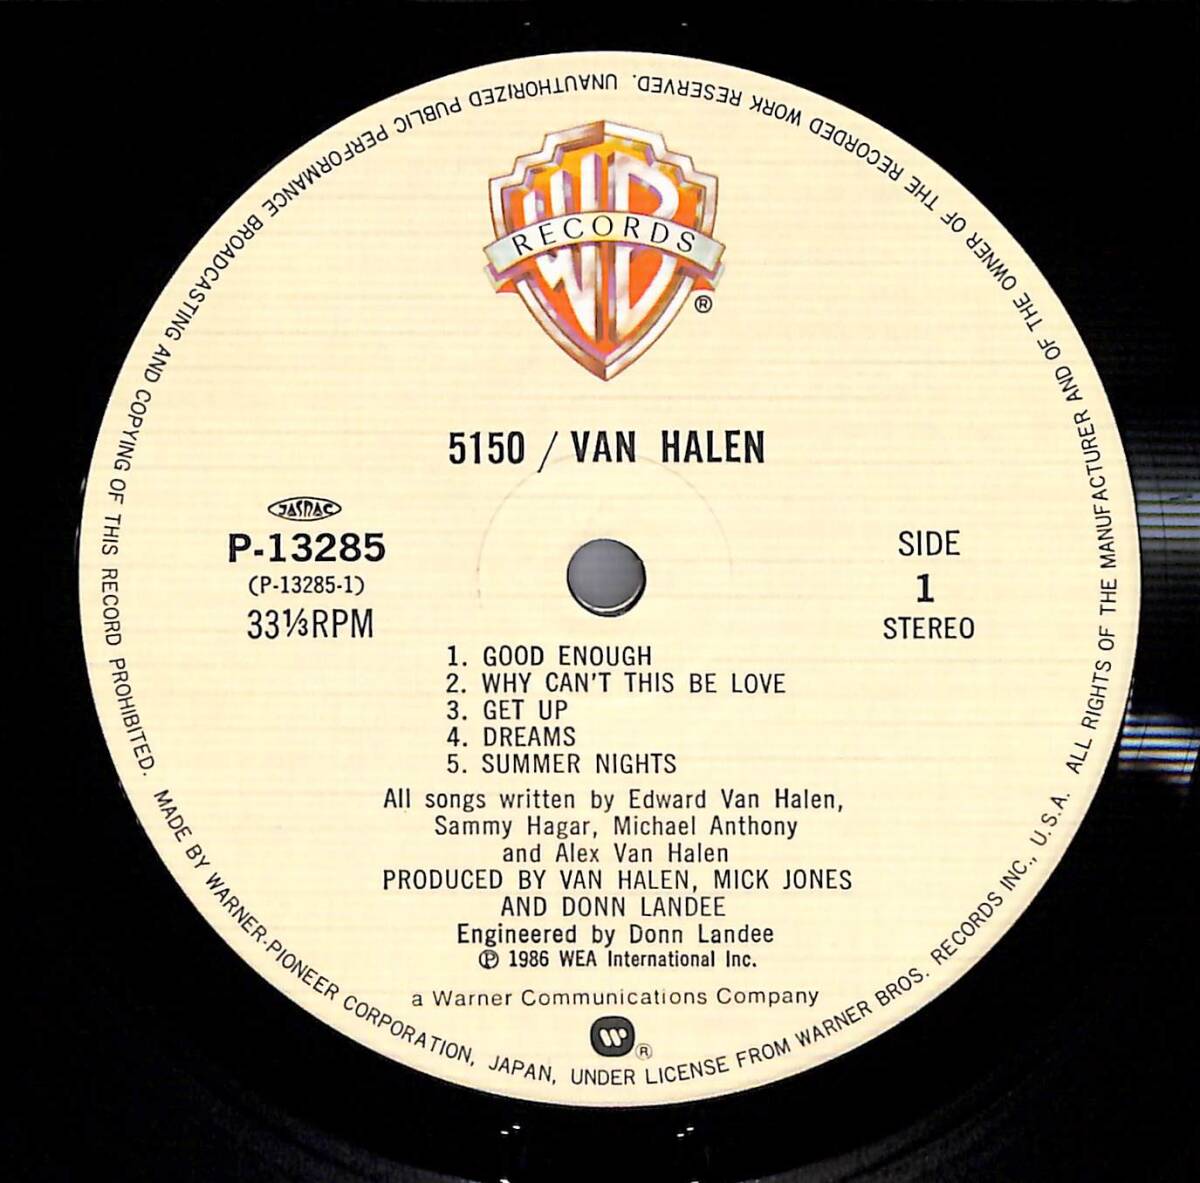 RECORDS
®
5150 / VAN HALEN
JASRAC
P-13285
(P-13285-1)
33⅓RPM
SIDE
1
STEREO
1. GOOD ENOUGH
2. WHY CAN'T THIS BE LOVE
3. GET UP
4. DREAMS
5. SUMMER NIGHTS
All songs written by Edward Van Halen,
Sammy Hagar, Michael Anthony
and Alex Van Halen
PRODUCED BY VAN HALEN, MICK JONES
AND DONN LANDEE
Engineered by Donn Landee
Ⓟ 1986 WEA International Inc.
a Warner Communications Company
®
MADE BY WARNER-PIONEER CORPORATION, JAPAN, UNDER LICENSE FROM WARNER BROS. RECORDS INC., U.S.A. ALL RIGHTS OF THE MANUFACTURER AND OF THE OWNER OF THE RECORDED WORK RESERVED. UNAUTHORIZED PUBLIC PERFORMANCE BROADCASTING AND COPYING OF THIS RECORD PROHIBITED.